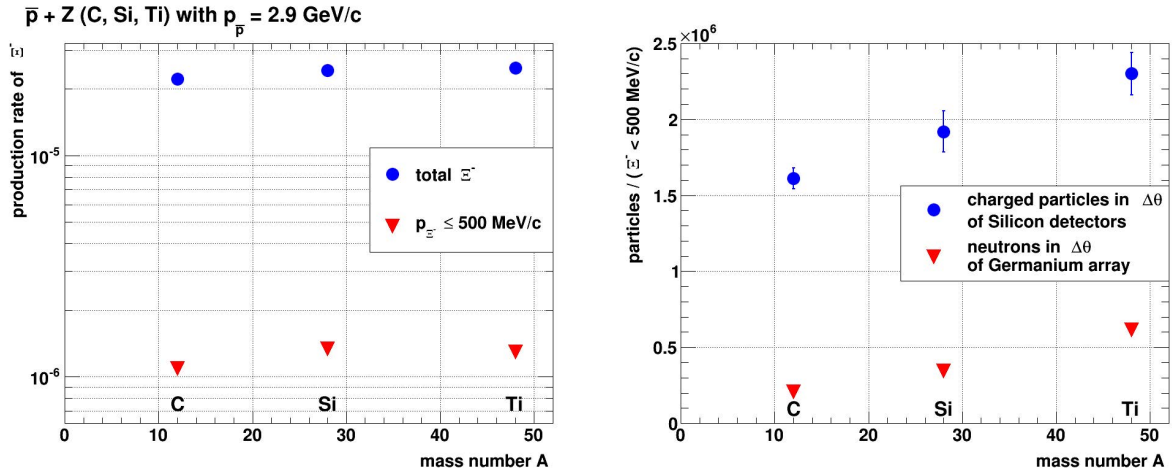 p̅ + Z (C, Si, Ti) with p_p̅ = 2.9 GeV/c
production rate of Ξ⁻
10⁻⁵
10⁻⁶
total Ξ⁻
p_Ξ⁻ ≤ 500 MeV/c
C Si Ti
0 10 20 30 40 50
mass number A
×10⁶
particles / ( Ξ⁻ < 500 MeV/c)
2.5
2
1.5
1
0.5
0
charged particles in Δθ
of Silicon detectors
neutrons in Δθ
of Germanium array
C Si Ti
0 10 20 30 40 50
mass number A